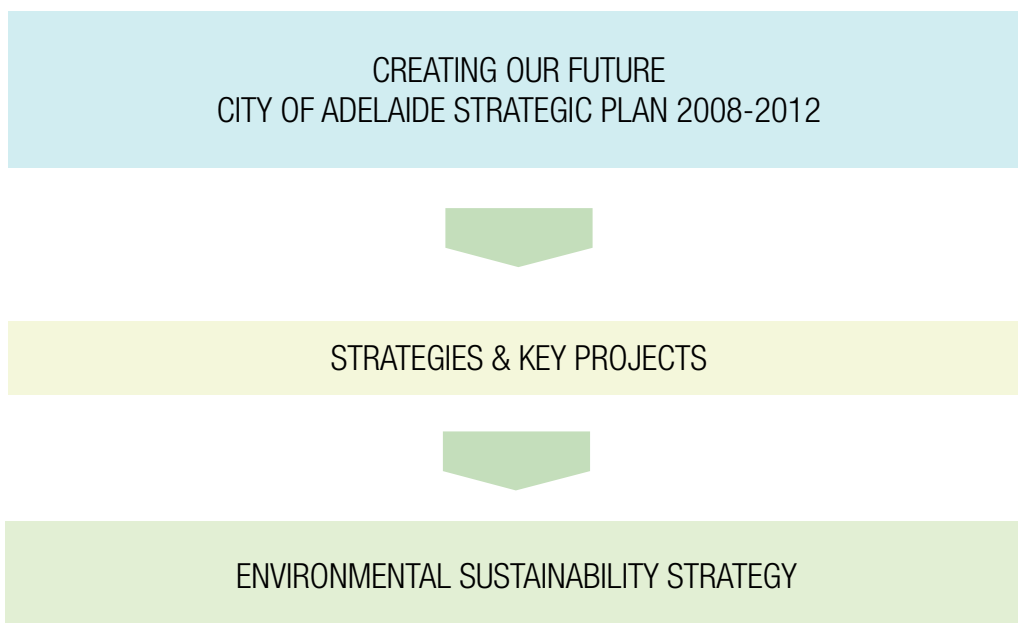 CREATING OUR FUTURE
CITY OF ADELAIDE STRATEGIC PLAN 2008-2012
STRATEGIES & KEY PROJECTS
ENVIRONMENTAL SUSTAINABILITY STRATEGY